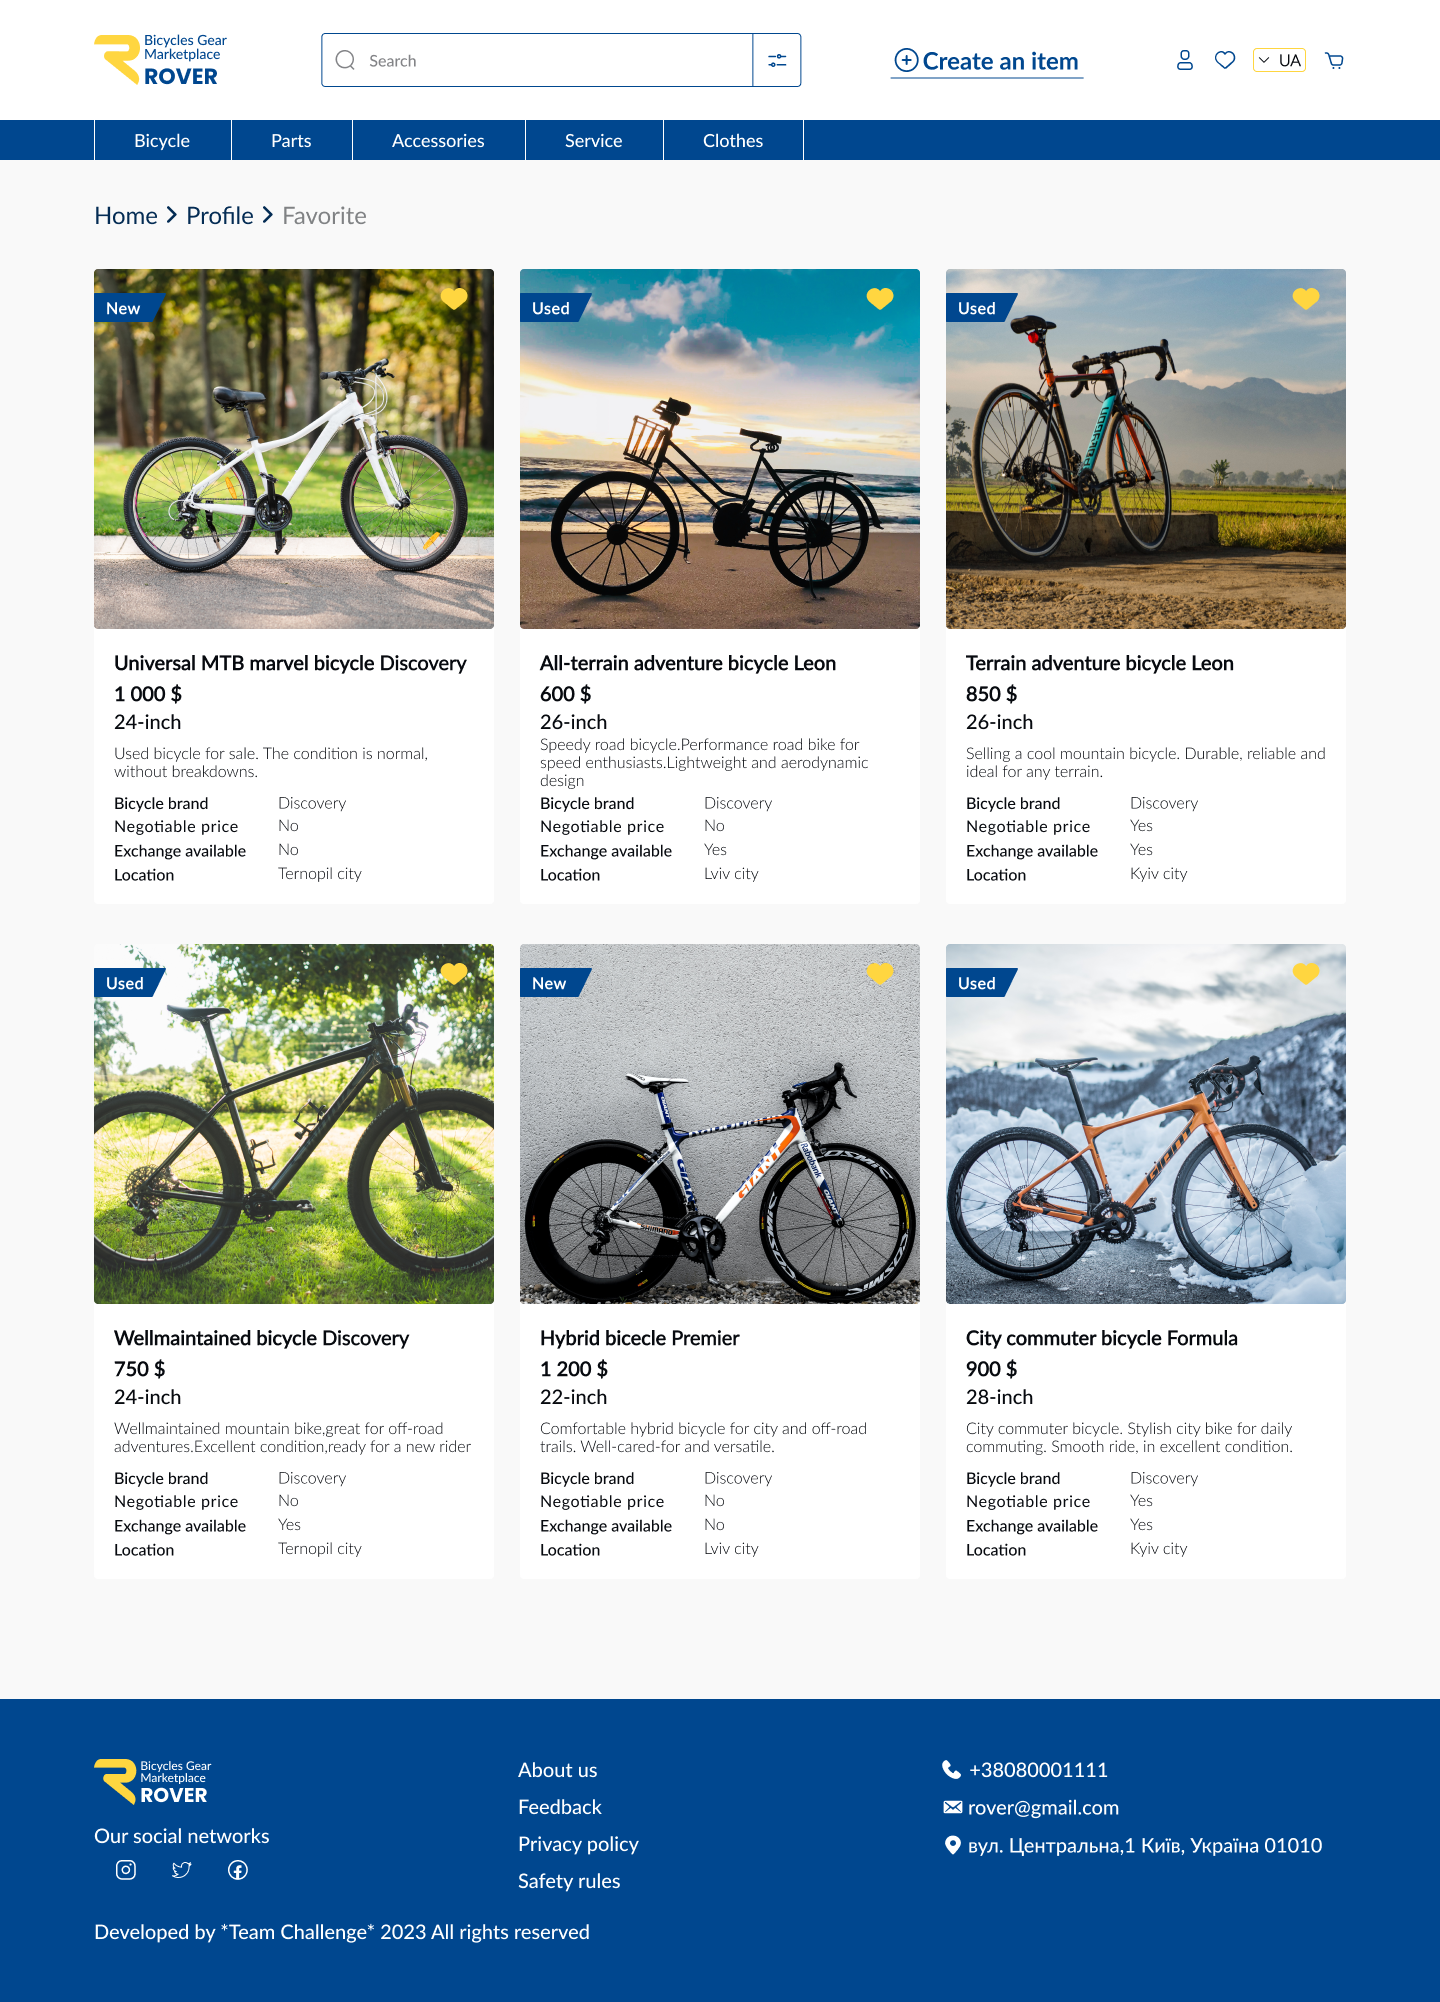 Bicycles Gear
Marketplace
ROVER
Search
Create an item
UA
Bicycle
Parts
Accessories
Service
Clothes
Home
Profile
Favorite
New
Used
Used
Universal MTB marvel bicycle Discovery
1 000 $
24-inch
Used bicycle for sale. The condition is normal,
without breakdowns.
Bicycle brand Discovery
Negotiable price No
Exchange available No
Location Ternopil city
All-terrain adventure bicycle Leon
600 $
26-inch
Speedy road bicycle.Performance road bike for
speed enthusiasts.Lightweight and aerodynamic
design
Bicycle brand Discovery
Negotiable price No
Exchange available Yes
Location Lviv city
Terrain adventure bicycle Leon
850 $
26-inch
Selling a cool mountain bicycle. Durable, reliable and
ideal for any terrain.
Bicycle brand Discovery
Negotiable price Yes
Exchange available Yes
Location Kyiv city
Used
New
GIANT
GIANT
Rabobank
SHIMANO
COSMIC
COSMIC
Used
Wellmaintained bicycle Discovery
750 $
24-inch
Wellmaintained mountain bike,great for off-road
adventures.Excellent condition,ready for a new rider
Bicycle brand Discovery
Negotiable price No
Exchange available Yes
Location Ternopil city
Hybrid bicecle Premier
1 200 $
22-inch
Comfortable hybrid bicycle for city and off-road
trails. Well-cared-for and versatile.
Bicycle brand Discovery
Negotiable price No
Exchange available No
Location Lviv city
City commuter bicycle Formula
900 $
28-inch
City commuter bicycle. Stylish city bike for daily
commuting. Smooth ride, in excellent condition.
Bicycle brand Discovery
Negotiable price Yes
Exchange available Yes
Location Kyiv city
Bicycles Gear
Marketplace
ROVER
Our social networks
About us
Feedback
Privacy policy
Safety rules
+38080001111
rover@gmail.com
вул. Центральна,1 Київ, Україна 01010
Developed by *Team Challenge* 2023 All rights reserved